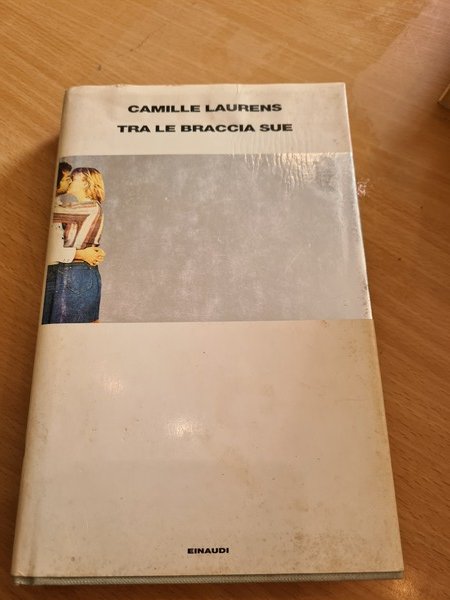 CAMILLE LAURENS
TRA LE BRACCIA SUE
EINAUDI